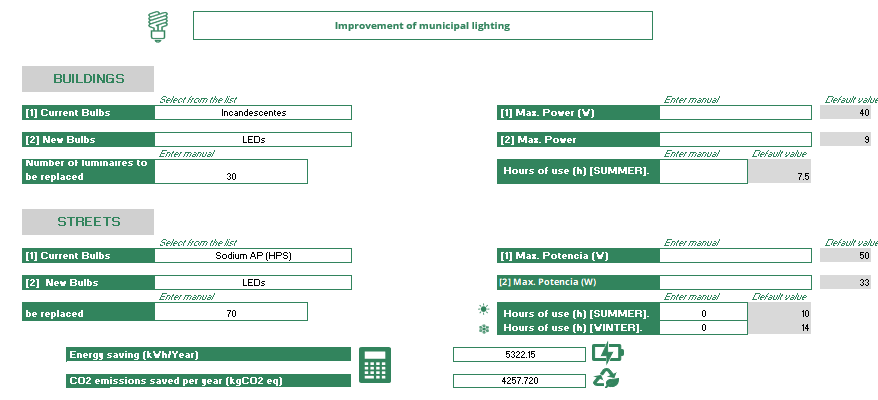 Improvement of municipal lighting
BUILDINGS
Select from the list
Enter manual
Default value
[1] Current Bulbs
Incandescentes
[1] Max. Power (W)
40
[2] New Bulbs
LEDs
[2] Max. Power
9
Enter manual
Enter manual
Default value
Number of luminaires to
be replaced
30
Hours of use (h) [SUMMER].
7.5
STREETS
Select from the list
Enter manual
Default value
[1] Current Bulbs
Sodium AP (HPS)
[1] Max. Potencia (W)
50
[2] New Bulbs
LEDs
[2] Max. Potencia (W)
33
Enter manual
Enter manual
Default value
be replaced
70
Hours of use (h) [SUMMER].
0
10
Hours of use (h) [WINTER].
0
14
Energy saving (kWh/Year)
5322.15
CO2 emissions saved per year (kgCO2 eq)
4257.720